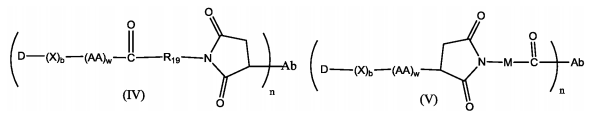 D—(X)b—(AA)w—C—R19—N—Ab
O
O
O
n
(IV)
D—(X)b—(AA)w—N—M—C—Ab
O
O
O
n
(V)